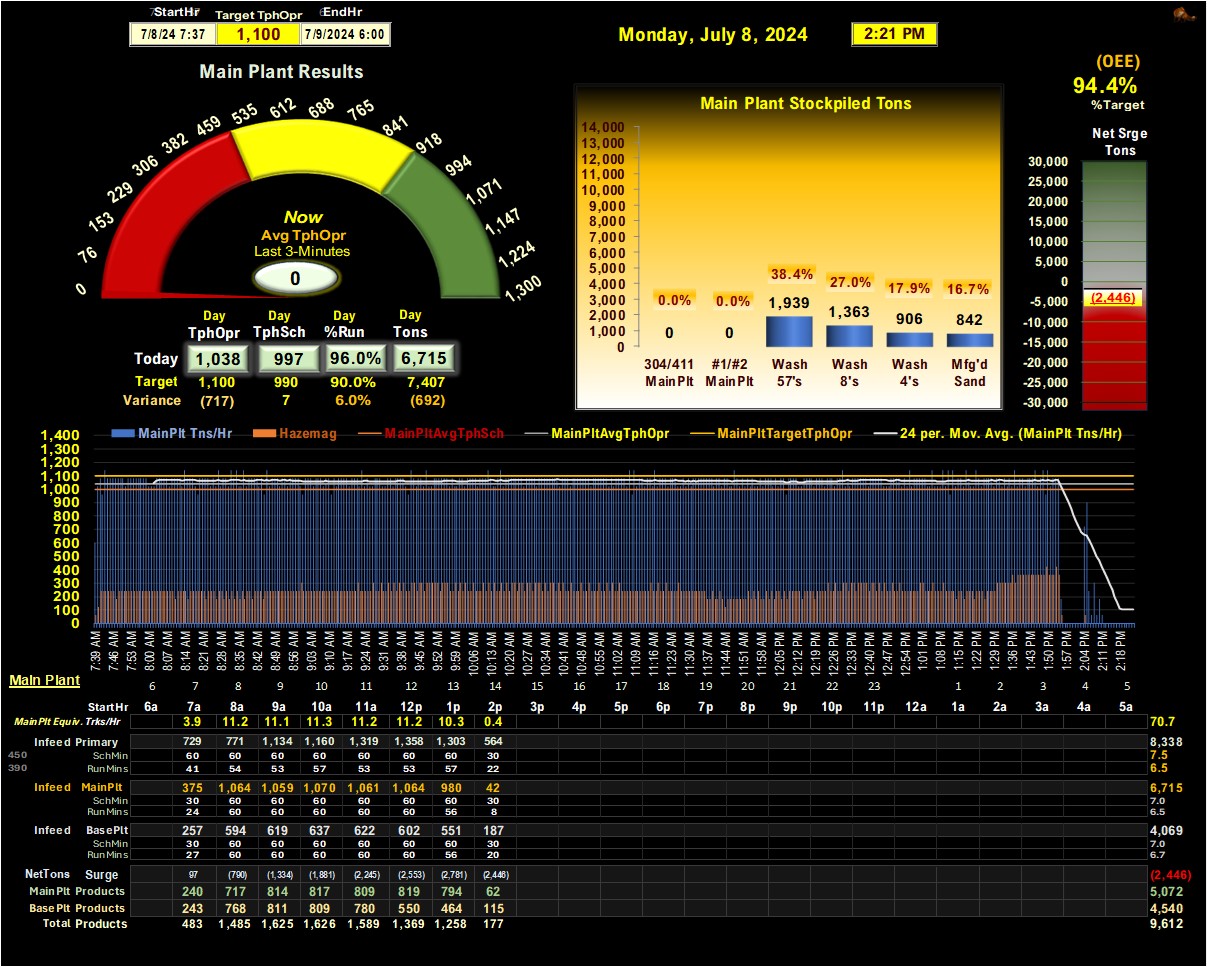 StartHr Target TphOpr EndHr
7/8/24 7:37 1,100 7/9/2024 6:00
Monday, July 8, 2024 2:21 PM
(OEE)
94.4%
%Target
Main Plant Results
0 76 153 229 306 382 459 535 612 688 765 841 918 994 1,071 1,147 1,224 1,300
Now
Avg TphOpr
Last 3-Minutes
0
Day Day Day Day
TphOpr TphSch %Run Tons
Today 1,038 997 96.0% 6,715
Target 1,100 990 90.0% 7,407
Variance (717) 7 6.0% (692)
Main Plant Stockpiled Tons
14,000
13,000
12,000
11,000
10,000
9,000
8,000
7,000
6,000
5,000
4,000
3,000
2,000
1,000
0
0.0% 0.0% 38.4% 27.0% 17.9% 16.7%
0 0 1,939 1,363 906 842
304/411 #1/#2 Wash Wash Wash Mfg'd
MainPlt MainPlt 57's 8's 4's Sand
Net Srge
Tons
30,000
25,000
20,000
15,000
10,000
5,000
0
-5,000
-10,000
-15,000
-20,000
-25,000
-30,000
(2,446)
MainPlt Tns/Hr Hazemag MainPltAvgTphSch MainPltAvgTphOpr MainPltTargetTphOpr 24 per. Mov. Avg. (MainPlt Tns/Hr)
1,400
1,300
1,200
1,100
1,000
900
800
700
600
500
400
300
200
100
0
7:39 AM 7:46 AM 7:53 AM 8:00 AM 8:07 AM 8:14 AM 8:21 AM 8:28 AM 8:35 AM 8:42 AM 8:49 AM 8:56 AM 9:03 AM 9:10 AM 9:17 AM 9:24 AM 9:31 AM 9:38 AM 9:45 AM 9:52 AM 9:59 AM 10:06 AM 10:13 AM 10:20 AM 10:27 AM 10:34 AM 10:41 AM 10:48 AM 10:55 AM 11:02 AM 11:09 AM 11:16 AM 11:23 AM 11:30 AM 11:37 AM 11:44 AM 11:51 AM 11:58 AM 12:05 PM 12:12 PM 12:19 PM 12:26 PM 12:33 PM 12:40 PM 12:47 PM 12:54 PM 1:01 PM 1:08 PM 1:15 PM 1:22 PM 1:29 PM 1:36 PM 1:43 PM 1:50 PM 1:57 PM 2:04 PM 2:11 PM 2:18 PM
Main Plant 6 7 8 9 10 11 12 13 14 15 16 17 18 19 20 21 22 23 1 2 3 4 5
StartHr 6a 7a 8a 9a 10a 11a 12p 1p 2p 3p 4p 5p 6p 7p 8p 9p 10p 11p 12a 1a 2a 3a 4a 5a
MainPlt Equiv. Trks/Hr 3.9 11.2 11.1 11.3 11.2 11.2 10.3 0.4 70.7
Infeed Primary 729 771 1,134 1,160 1,319 1,358 1,303 564 8,338
450 SchMin 60 60 60 60 60 60 60 30 7.5
390 RunMins 41 54 53 57 53 53 57 22 6.5
Infeed MainPlt 375 1,064 1,059 1,070 1,061 1,064 980 42 6,715
SchMin 30 60 60 60 60 60 60 30 7.0
RunMins 24 60 60 60 60 60 56 8 6.5
Infeed BasePlt 257 594 619 637 622 602 551 187 4,069
SchMin 30 60 60 60 60 60 60 30 7.0
RunMins 27 60 60 60 60 60 56 20 6.7
NetTons Surge 97 (790) (1,334) (1,881) (2,245) (2,553) (2,781) (2,446) (2,446)
MainPlt Products 240 717 814 817 809 819 794 62 5,072
BasePlt Products 243 768 811 809 780 550 464 115 4,540
Total Products 483 1,485 1,625 1,626 1,589 1,369 1,258 177 9,612